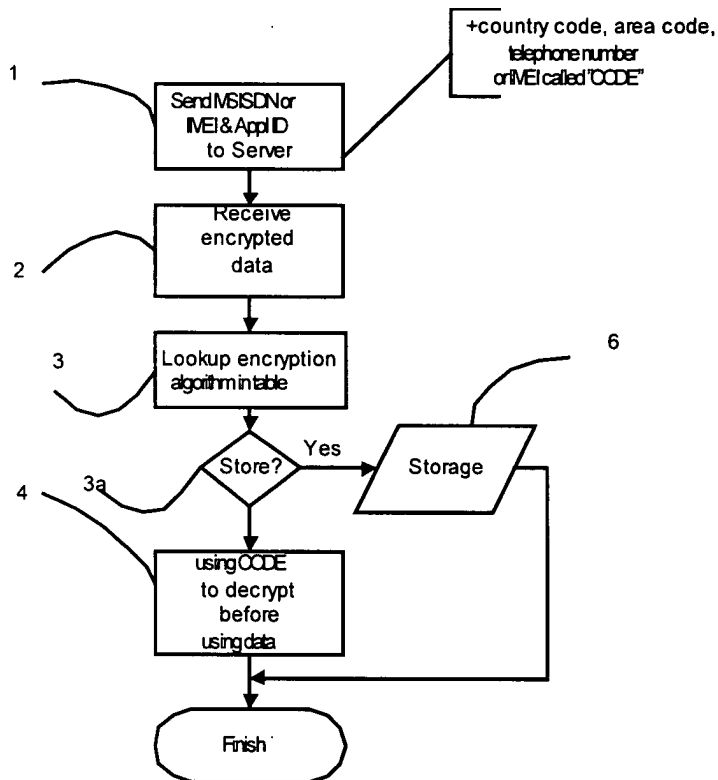 +country code, area code,
telephone number
or IMEI called "CODE"
1
Send MSISDN or
IMEI & Appl ID
to Server
Receive
encrypted
data
2
Lookup encryption
algorithm in table
3
6
Store?
Yes
Storage
3a
4
using CODE
to decrypt
before
using data
Finish